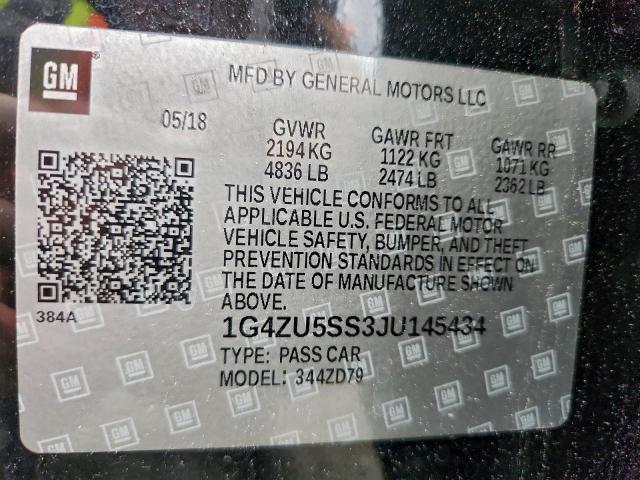 GM
MFD BY GENERAL MOTORS LLC
05/18
GVWR
2194 KG
4836 LB
GAWR FRT
1122 KG
2474 LB
GAWR RR
1071 KG
2362 LB
THIS VEHICLE CONFORMS TO ALL
APPLICABLE U.S. FEDERAL MOTOR
VEHICLE SAFETY, BUMPER, AND THEFT
PREVENTION STANDARDS IN EFFECT ON
THE DATE OF MANUFACTURE SHOWN
ABOVE.
384A
1G4ZU5SS3JU145434
TYPE: PASS CAR
MODEL: 344ZD79